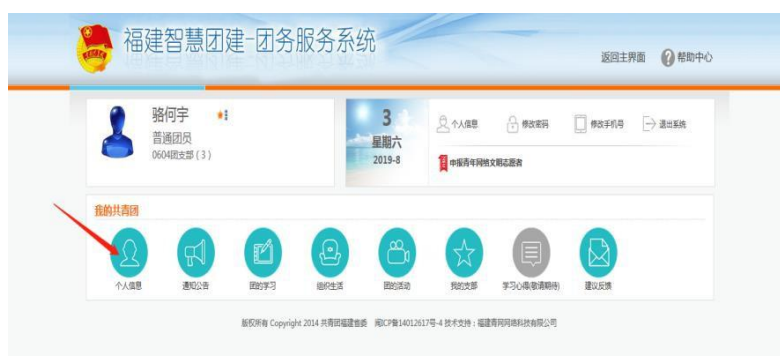 福建智慧团建-团务服务系统
返回主界面 帮助中心
骆何宇
普通团员
0604团支部 ( 3 )
3
星期六
2019-8
个人信息 修改密码 修改手机号 退出系统
申报青年网络文明志愿者
我的共青团
个人信息 通知公告 团的学习 组织生活 团的活动 我的支部 学习心得(敬请期待) 建议反馈
版权所有 Copyright 2014 共青团福建省委 闽ICP备14012617号-4 技术支持：福建青网网络科技有限公司